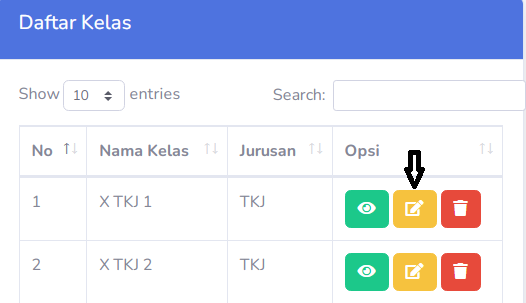 Daftar Kelas
Show 10 entries Search:
No Nama Kelas Jurusan Opsi
1 X TKJ 1 TKJ
2 X TKJ 2 TKJ